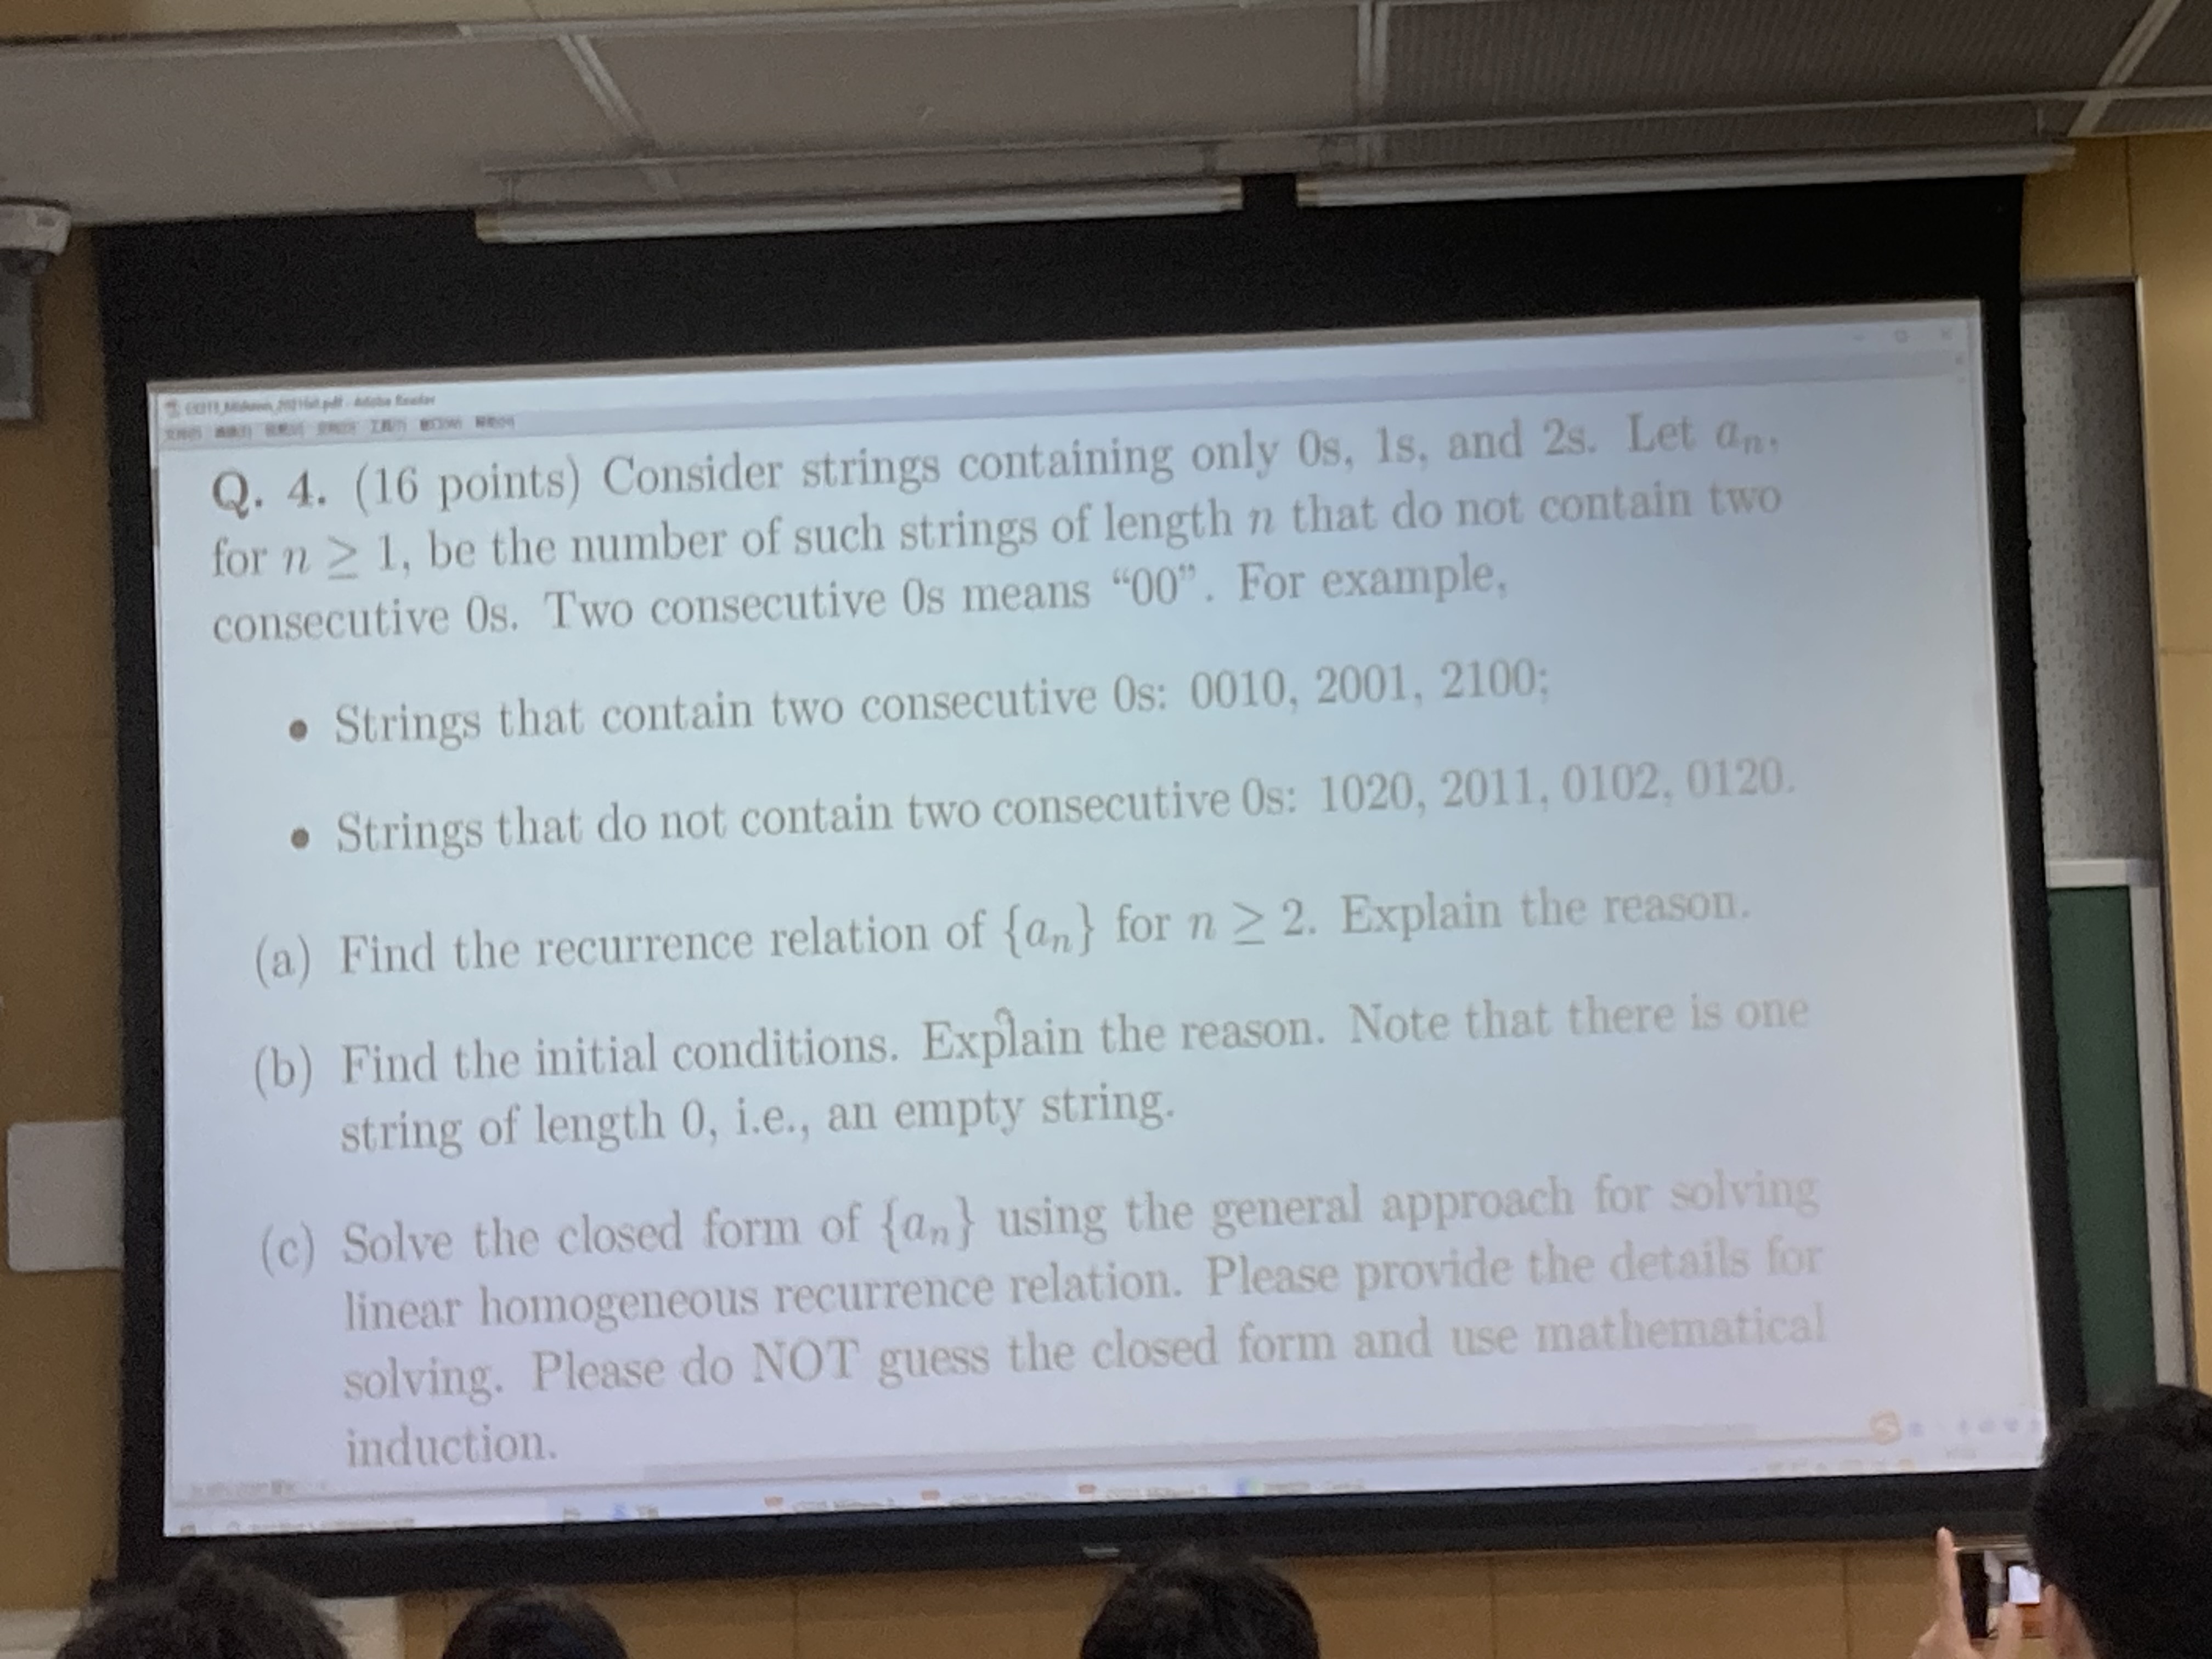 Adobe Reader
Q. 4. (16 points) Consider strings containing only 0s, 1s, and 2s. Let aₙ,
for n ≥ 1, be the number of such strings of length n that do not contain two
consecutive 0s. Two consecutive 0s means “00”. For example,
• Strings that contain two consecutive 0s: 0010, 2001, 2100;
• Strings that do not contain two consecutive 0s: 1020, 2011, 0102, 0120.
(a) Find the recurrence relation of {aₙ} for n ≥ 2. Explain the reason.
(b) Find the initial conditions. Explain the reason. Note that there is one
string of length 0, i.e., an empty string.
(c) Solve the closed form of {aₙ} using the general approach for solving
linear homogeneous recurrence relation. Please provide the details for
solving. Please do NOT guess the closed form and use mathematical
induction.